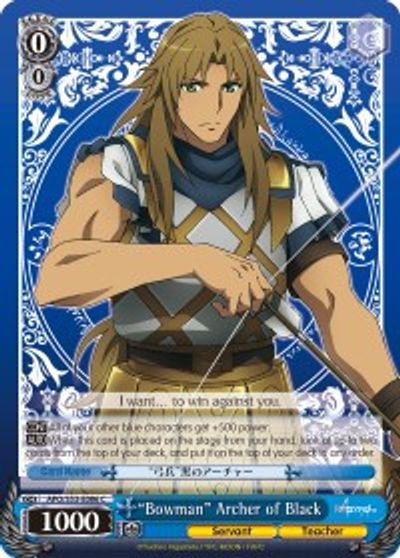 0
0
I want... to win against you.
All of your other blue characters get +500 power.
When this card is placed on the stage from your hand, look at up to two
cards from top of your deck, and put them on top of your deck in any order.
Card Name
"弓兵" 黒のアーチャー
1000
"Bowman" Archer of Black
Servant
Teacher